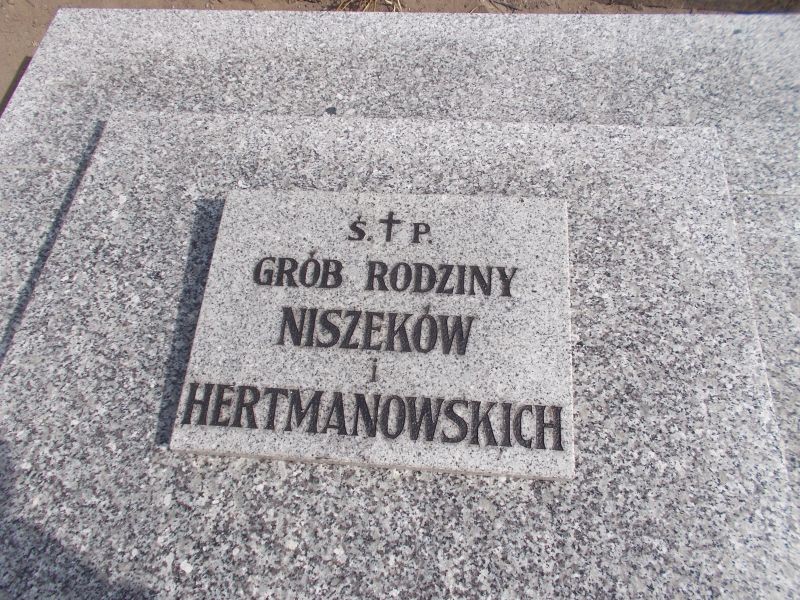 Ś.✝P.
GRÓB RODZINY
NISZEKÓW
i
HERTMANOWSKICH